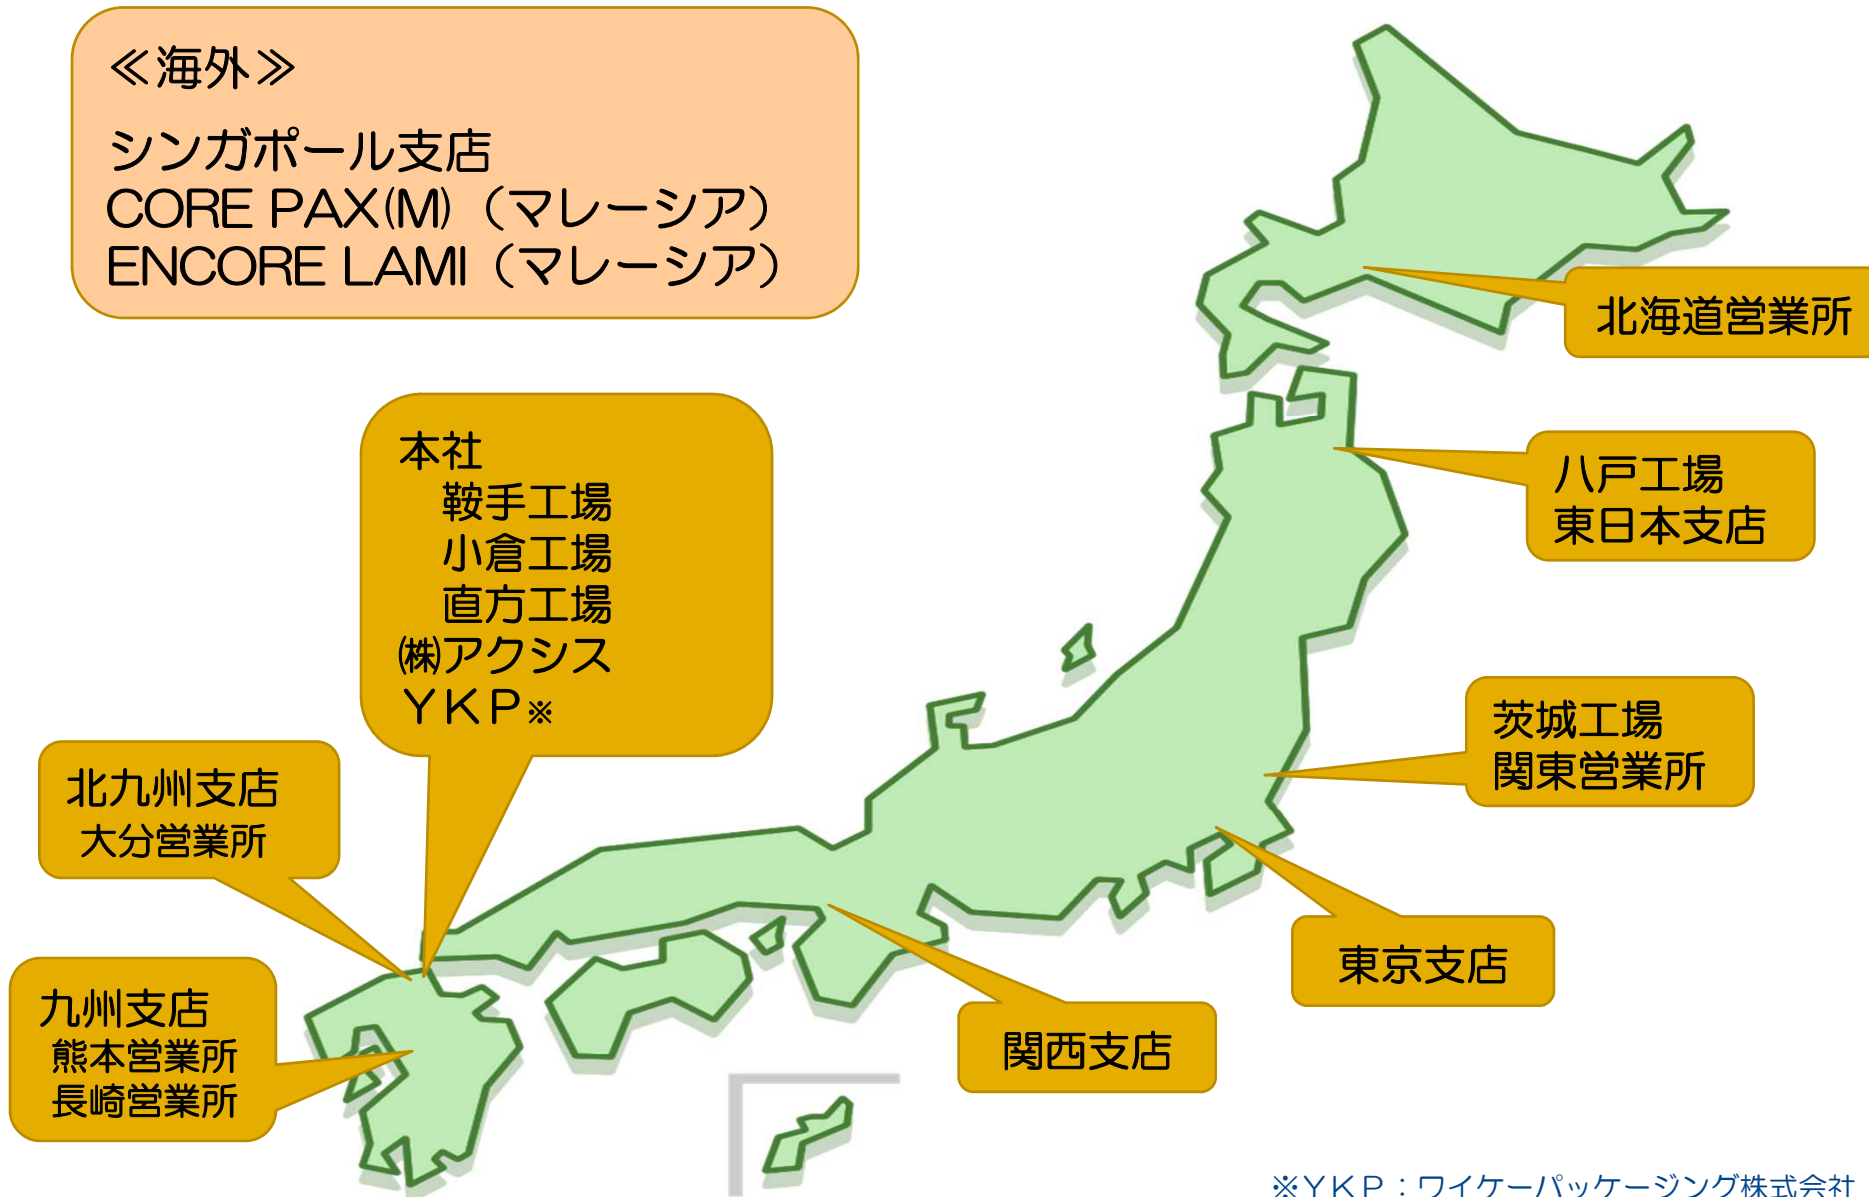 ≪海外≫
シンガポール支店
CORE PAX(M)（マレーシア）
ENCORE LAMI（マレーシア）
北海道営業所
本社
鞍手工場
小倉工場
直方工場
㈱アクシス
ＹＫＰ※
八戸工場
東日本支店
茨城工場
関東営業所
北九州支店
大分営業所
東京支店
九州支店
熊本営業所
長崎営業所
関西支店
※ＹＫＰ：ワイケーパッケージング株式会社